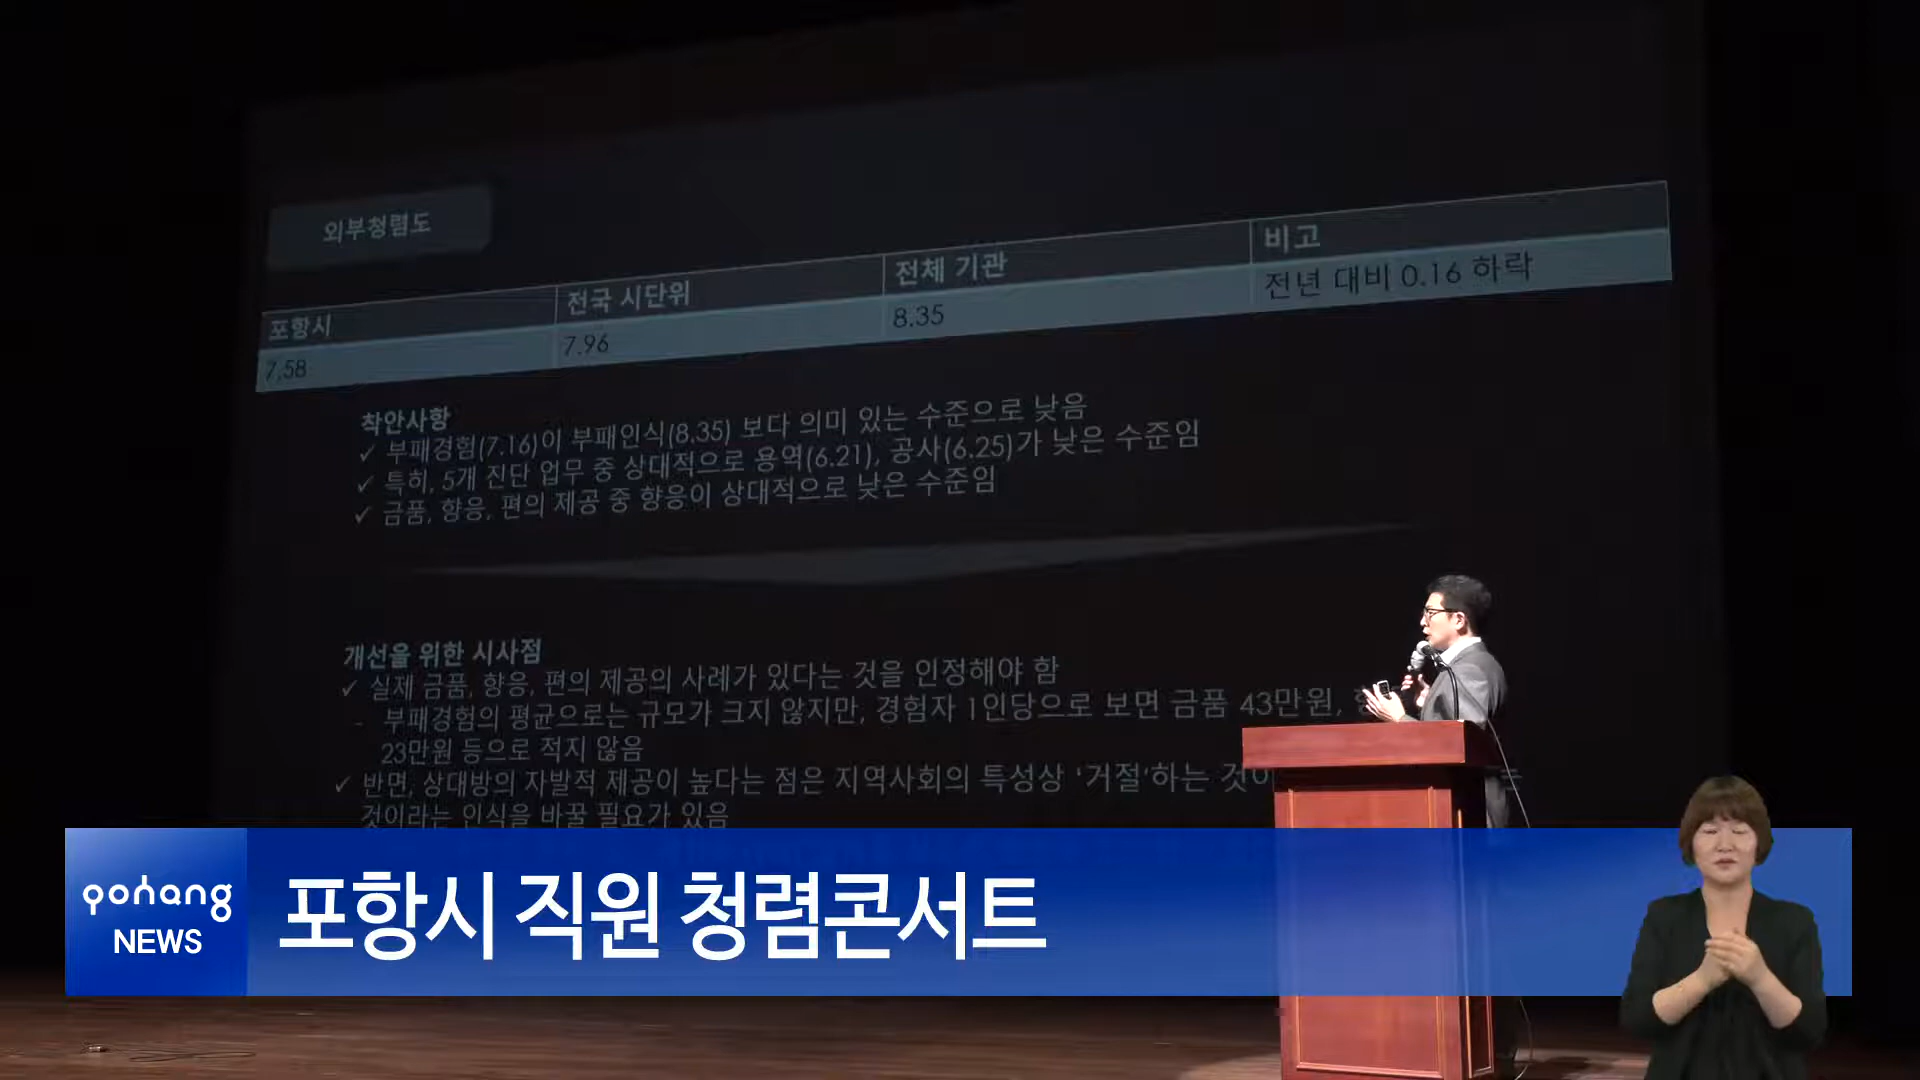 외부청렴도
포항시 전국 시단위 전체 기관 비고
7,58 7.96 8.35 전년 대비 0.16 하락
착안사항
✓ 부패경험(7.16)이 부패인식(8.35) 보다 의미 있는 수준으로 낮음
✓ 특히, 5개 진단 업무 중 상대적으로 용역(6.21), 공사(6.25)가 낮은 수준임
✓ 금품, 향응, 편의 제공 중 향응이 상대적으로 낮은 수준임
개선을 위한 시사점
✓ 실제 금품, 향응, 편의 제공의 사례가 있다는 것을 인정해야 함
- 부패경험의 평균으로는 규모가 크지 않지만, 경험자 1인당으로 보면 금품 43만원,
23만원 등으로 적지 않음
✓ 반면, 상대방의 자발적 제공이 높다는 점은 지역사회의 특성상 '거절'하는 것이
것이라는 인식을 바꿀 필요가 있음
pohang
NEWS
포항시 직원 청렴콘서트